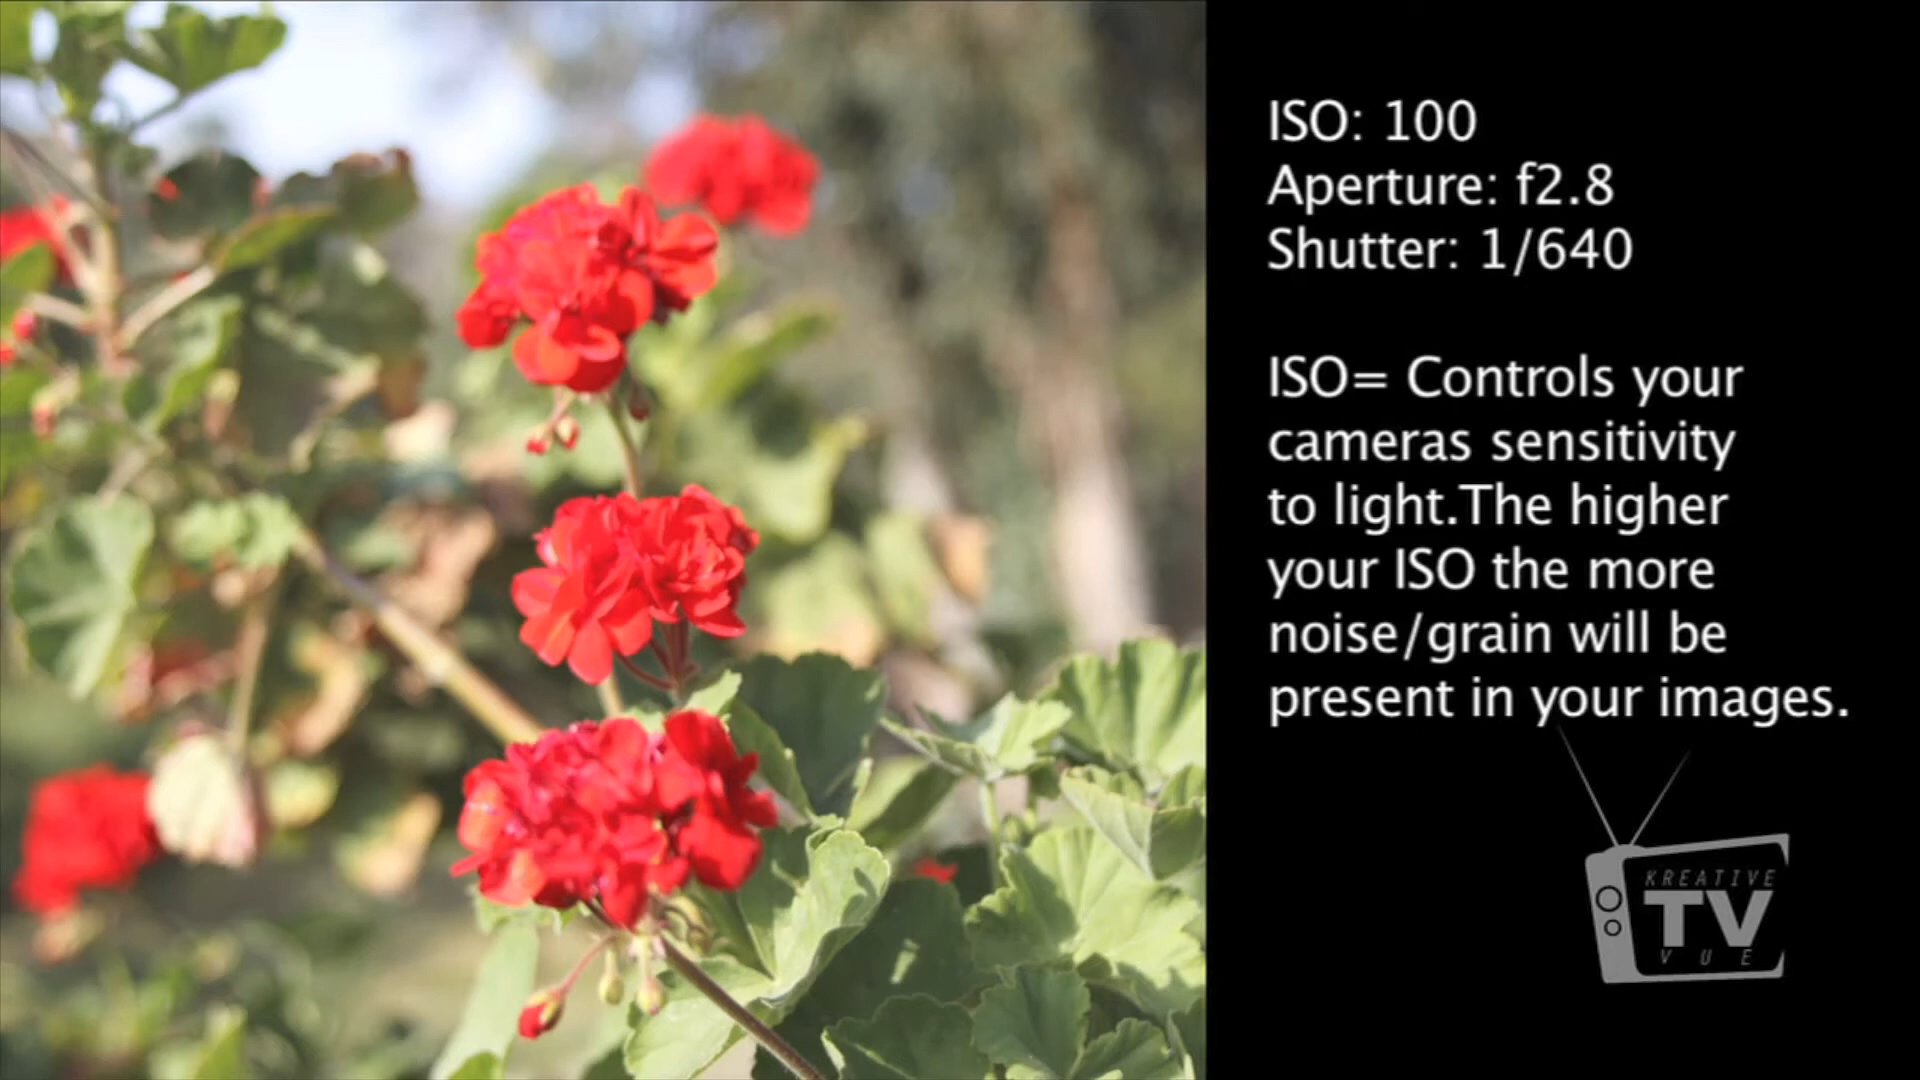 ISO: 100
Aperture: f2.8
Shutter: 1/640
ISO= Controls your
cameras sensitivity
to light.The higher
your ISO the more
noise/grain will be
present in your images.
KREATIVE
TV
VUE